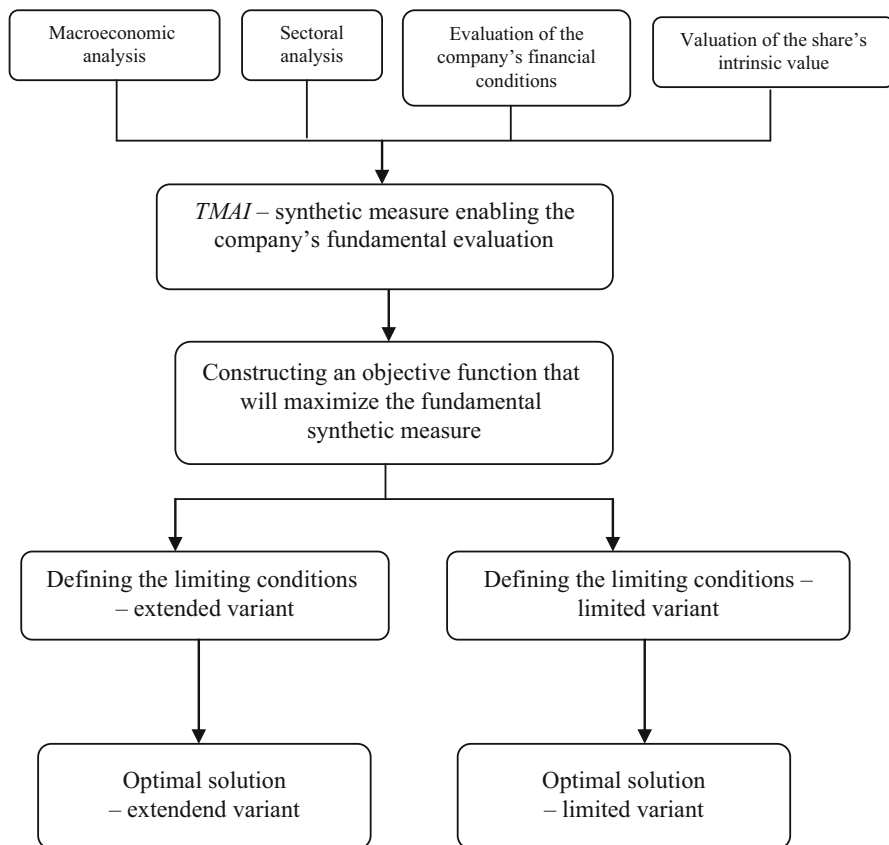 Macroeconomic
analysis
Sectoral
analysis
Evaluation of the
company’s financial
conditions
Valuation of the share’s
intrinsic value
TMAI – synthetic measure enabling the
company’s fundamental evaluation
Constructing an objective function that
will maximize the fundamental
synthetic measure
Defining the limiting conditions
– extended variant
Defining the limiting conditions –
limited variant
Optimal solution
– extendend variant
Optimal solution
– limited variant